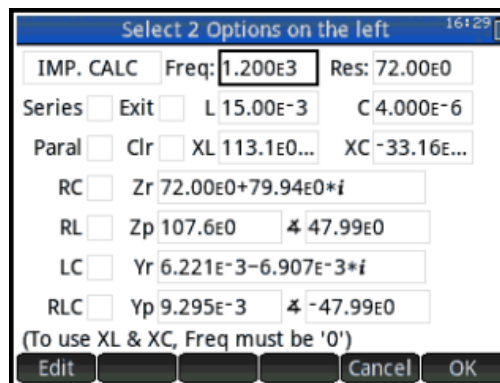 Select 2 Options on the left 16:29
IMP. CALC Freq: 1.200E3 Res: 72.00E0
Series Exit L 15.00E-3 C 4.000E-6
Paral Clr XL 113.1E0... XC -33.16E...
RC Zr 72.00E0+79.94E0*i
RL Zp 107.6E0 ∡ 47.99E0
LC Yr 6.221E-3-6.907E-3*i
RLC Yp 9.295E-3 ∡ -47.99E0
(To use XL & XC, Freq must be '0')
Edit Cancel OK